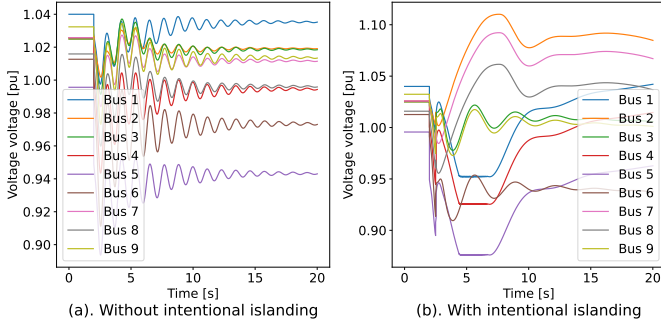 Voltage voltage [pu]
1.04
1.02
1.00
0.98
0.96
0.94
0.92
0.90
Bus 1
Bus 2
Bus 3
Bus 4
Bus 5
Bus 6
Bus 7
Bus 8
Bus 9
0 5 10 15 20
Time [s]
(a). Without intentional islanding
Voltage voltage [pu]
1.10
1.05
1.00
0.95
0.90
Bus 1
Bus 2
Bus 3
Bus 4
Bus 5
Bus 6
Bus 7
Bus 8
Bus 9
0 5 10 15 20
Time [s]
(b). With intentional islanding